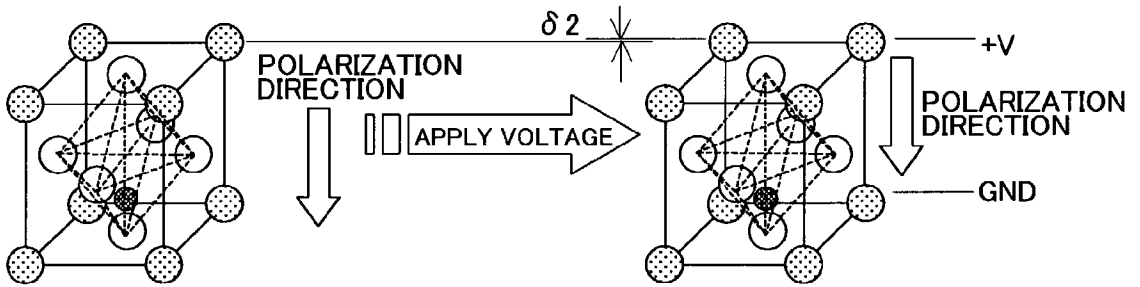 δ2
POLARIZATION
DIRECTION
APPLY VOLTAGE
+V
POLARIZATION
DIRECTION
GND